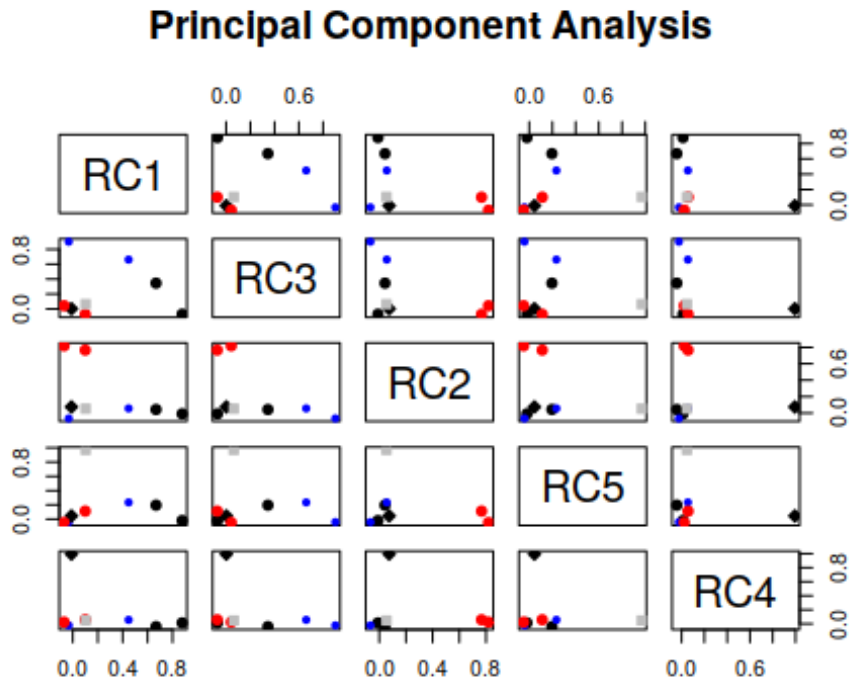 Principal Component Analysis
0.0 0.6 0.0 0.6
RC1 0.0 0.8
0.0 0.8 RC3
RC2 0.0 0.6
0.0 0.8 RC5
RC4 0.0 0.8
0.0 0.4 0.8 0.0 0.4 0.8 0.0 0.6